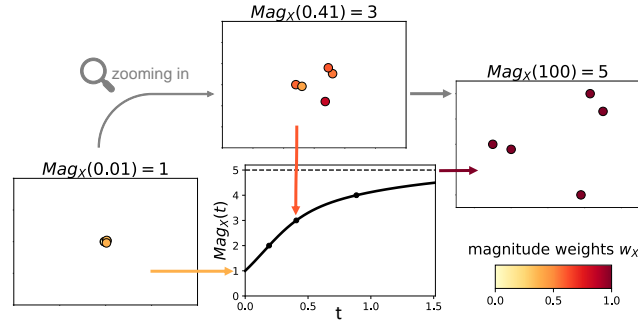 Mag_X(0.41) = 3
zooming in
Mag_X(100) = 5
Mag_X(0.01) = 1
Mag_X(t)
5
4
3
2
1
0
0.0 0.5 1.0 1.5
t
magnitude weights w_X
0.0 0.5 1.0